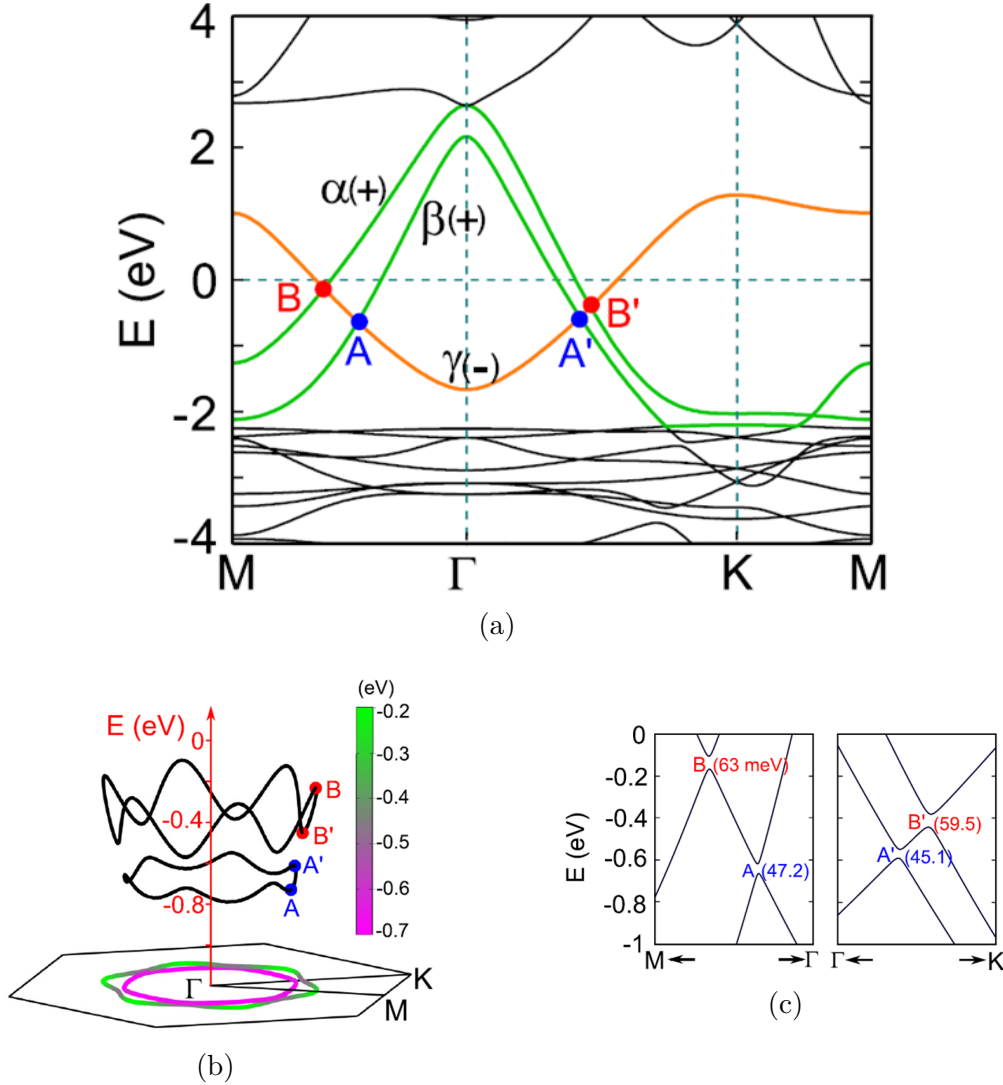 4
2
0
-2
-4
E (eV)
α(+)
β(+)
γ(-)
B
A
B'
A'
M
Γ
K
M
(a)
E (eV)
0
-0.4
-0.8
B
B'
A'
A
Γ
K
M
(eV)
-0.2
-0.3
-0.4
-0.5
-0.6
-0.7
(b)
E (eV)
0
-0.2
-0.4
-0.6
-0.8
-1
B (63 meV)
A (47.2)
M
Γ
B' (59.5)
A' (45.1)
Γ
K
(c)